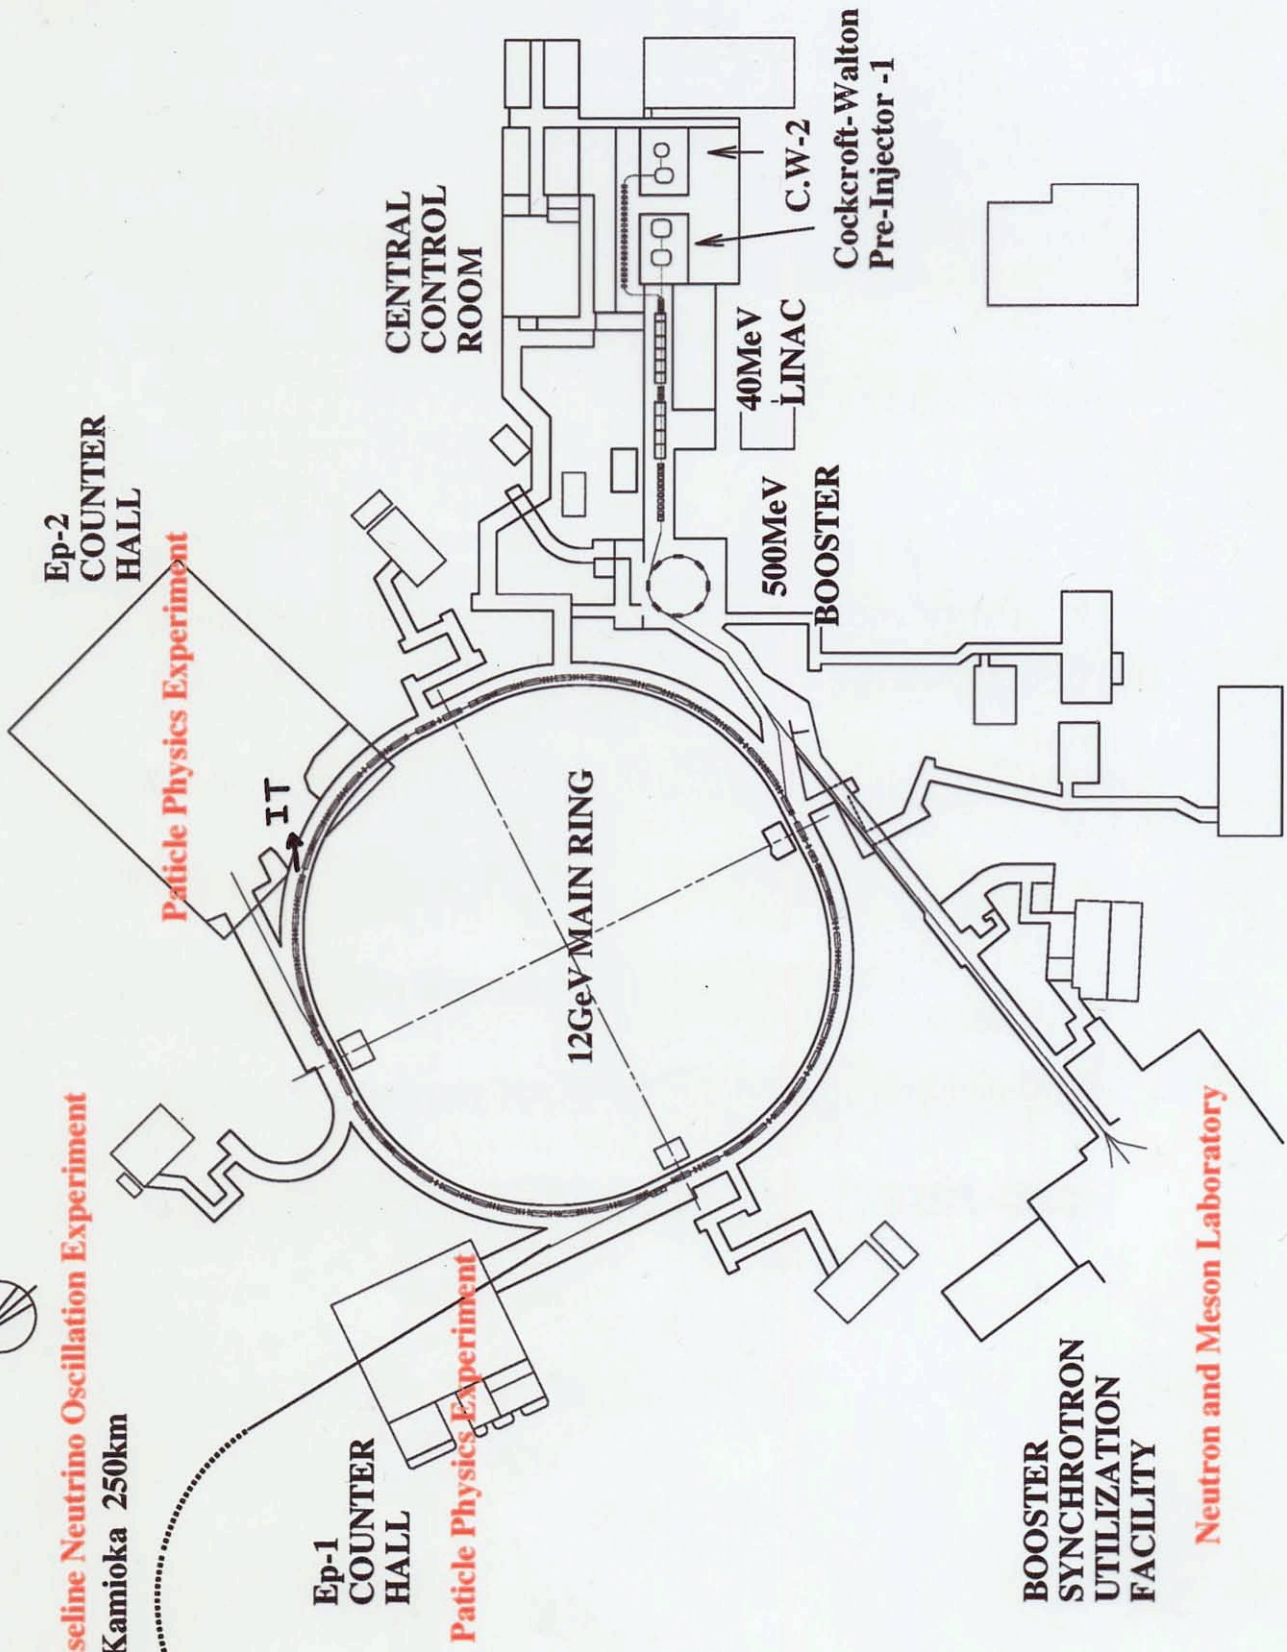 seline Neutrino Oscillation Experiment
Kamioka 250km
Ep-2
COUNTER
HALL
Paticle Physics Experiment
IT
CENTRAL
CONTROL
ROOM
C.W-2
Cockcroft-Walton
Pre-Injector -1
40MeV
LINAC
500MeV
BOOSTER
12GeV MAIN RING
Ep-1
COUNTER
HALL
Paticle Physics Experiment
BOOSTER
SYNCHROTRON
UTILIZATION
FACILITY
Neutron and Meson Laboratory